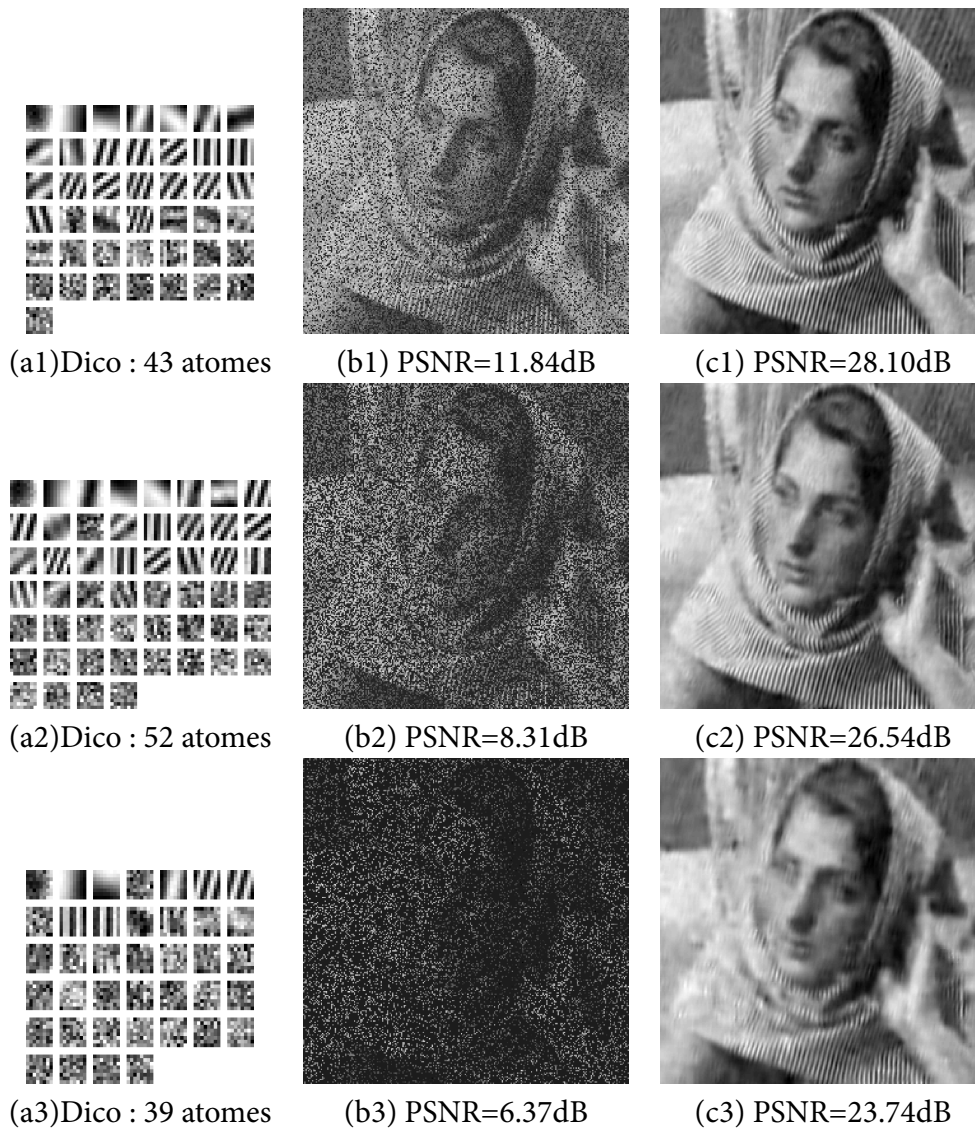 (a1)Dico : 43 atomes (b1) PSNR=11.84dB (c1) PSNR=28.10dB
(a2)Dico : 52 atomes (b2) PSNR=8.31dB (c2) PSNR=26.54dB
(a3)Dico : 39 atomes (b3) PSNR=6.37dB (c3) PSNR=23.74dB